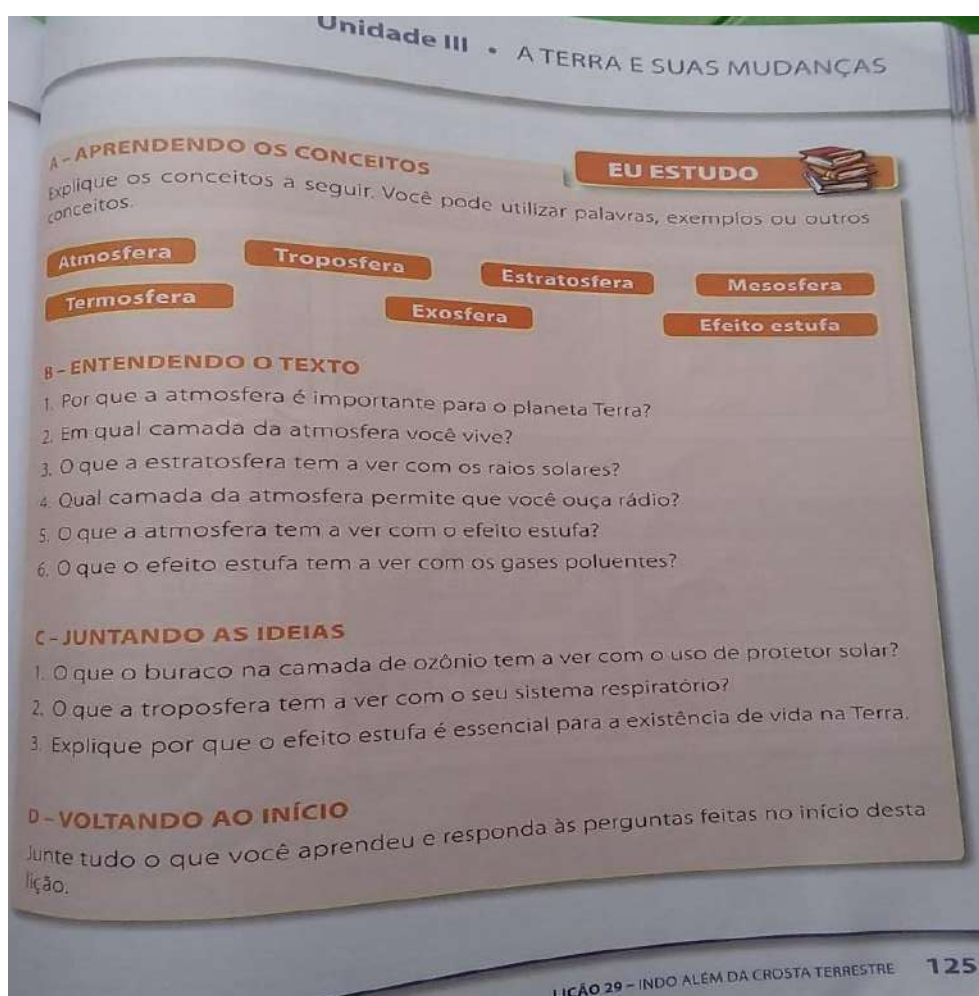 Unidade III • A TERRA E SUAS MUDANÇAS
A - APRENDENDO OS CONCEITOS
EU ESTUDO
Explique os conceitos a seguir. Você pode utilizar palavras, exemplos ou outros
conceitos.
Atmosfera Troposfera Estratosfera Mesosfera
Termosfera Exosfera Efeito estufa
B - ENTENDENDO O TEXTO
1. Por que a atmosfera é importante para o planeta Terra?
2. Em qual camada da atmosfera você vive?
3. O que a estratosfera tem a ver com os raios solares?
4. Qual camada da atmosfera permite que você ouça rádio?
5. O que a atmosfera tem a ver com o efeito estufa?
6. O que o efeito estufa tem a ver com os gases poluentes?
C - JUNTANDO AS IDEIAS
1. O que o buraco na camada de ozônio tem a ver com o uso de protetor solar?
2. O que a troposfera tem a ver com o seu sistema respiratório?
3. Explique por que o efeito estufa é essencial para a existência de vida na Terra.
D - VOLTANDO AO INÍCIO
Junte tudo o que você aprendeu e responda às perguntas feitas no início desta
lição.
LIÇÃO 29 - INDO ALÉM DA CROSTA TERRESTRE 125